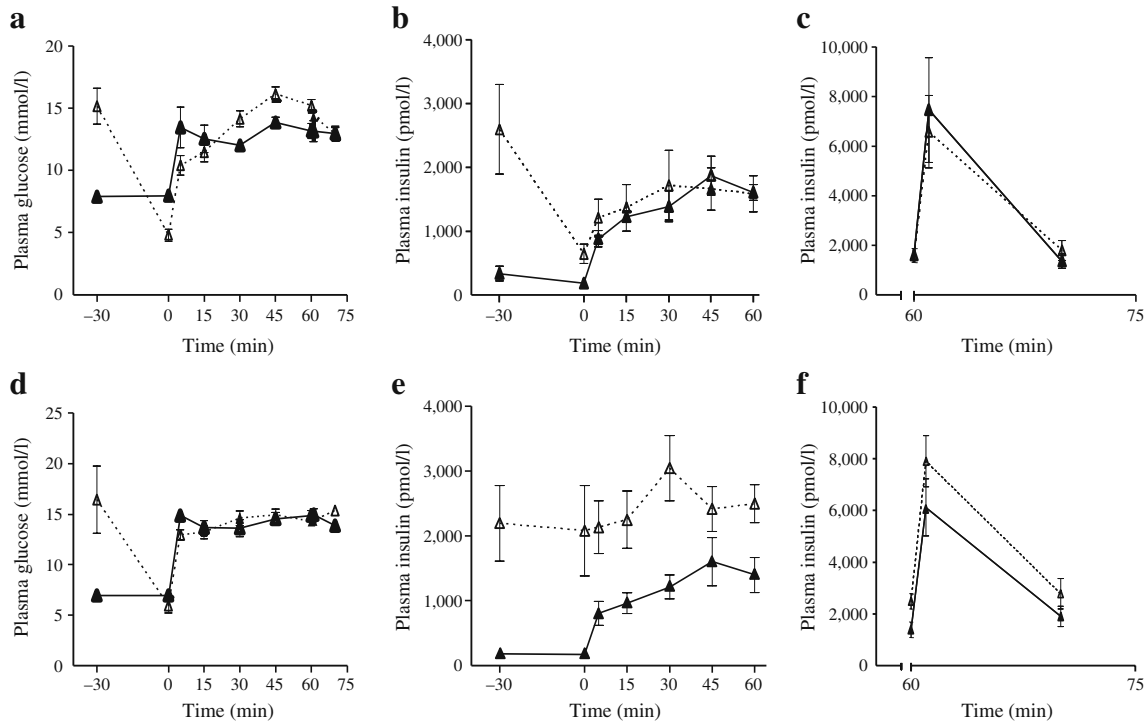 a
Plasma glucose (mmol/l)
20
15
10
5
0
–30 0 15 30 45 60 75
Time (min)
b
Plasma insulin (pmol/l)
4,000
3,000
2,000
1,000
0
–30 0 15 30 45 60
Time (min)
c
Plasma insulin (pmol/l)
10,000
8,000
6,000
4,000
2,000
0
60 75
Time (min)
d
Plasma glucose (mmol/l)
25
20
15
10
5
0
–30 0 15 30 45 60 75
Time (min)
e
Plasma insulin (pmol/l)
4,000
3,000
2,000
1,000
0
–30 0 15 30 45 60
Time (min)
f
Plasma insulin (pmol/l)
10,000
8,000
6,000
4,000
2,000
0
60 75
Time (min)